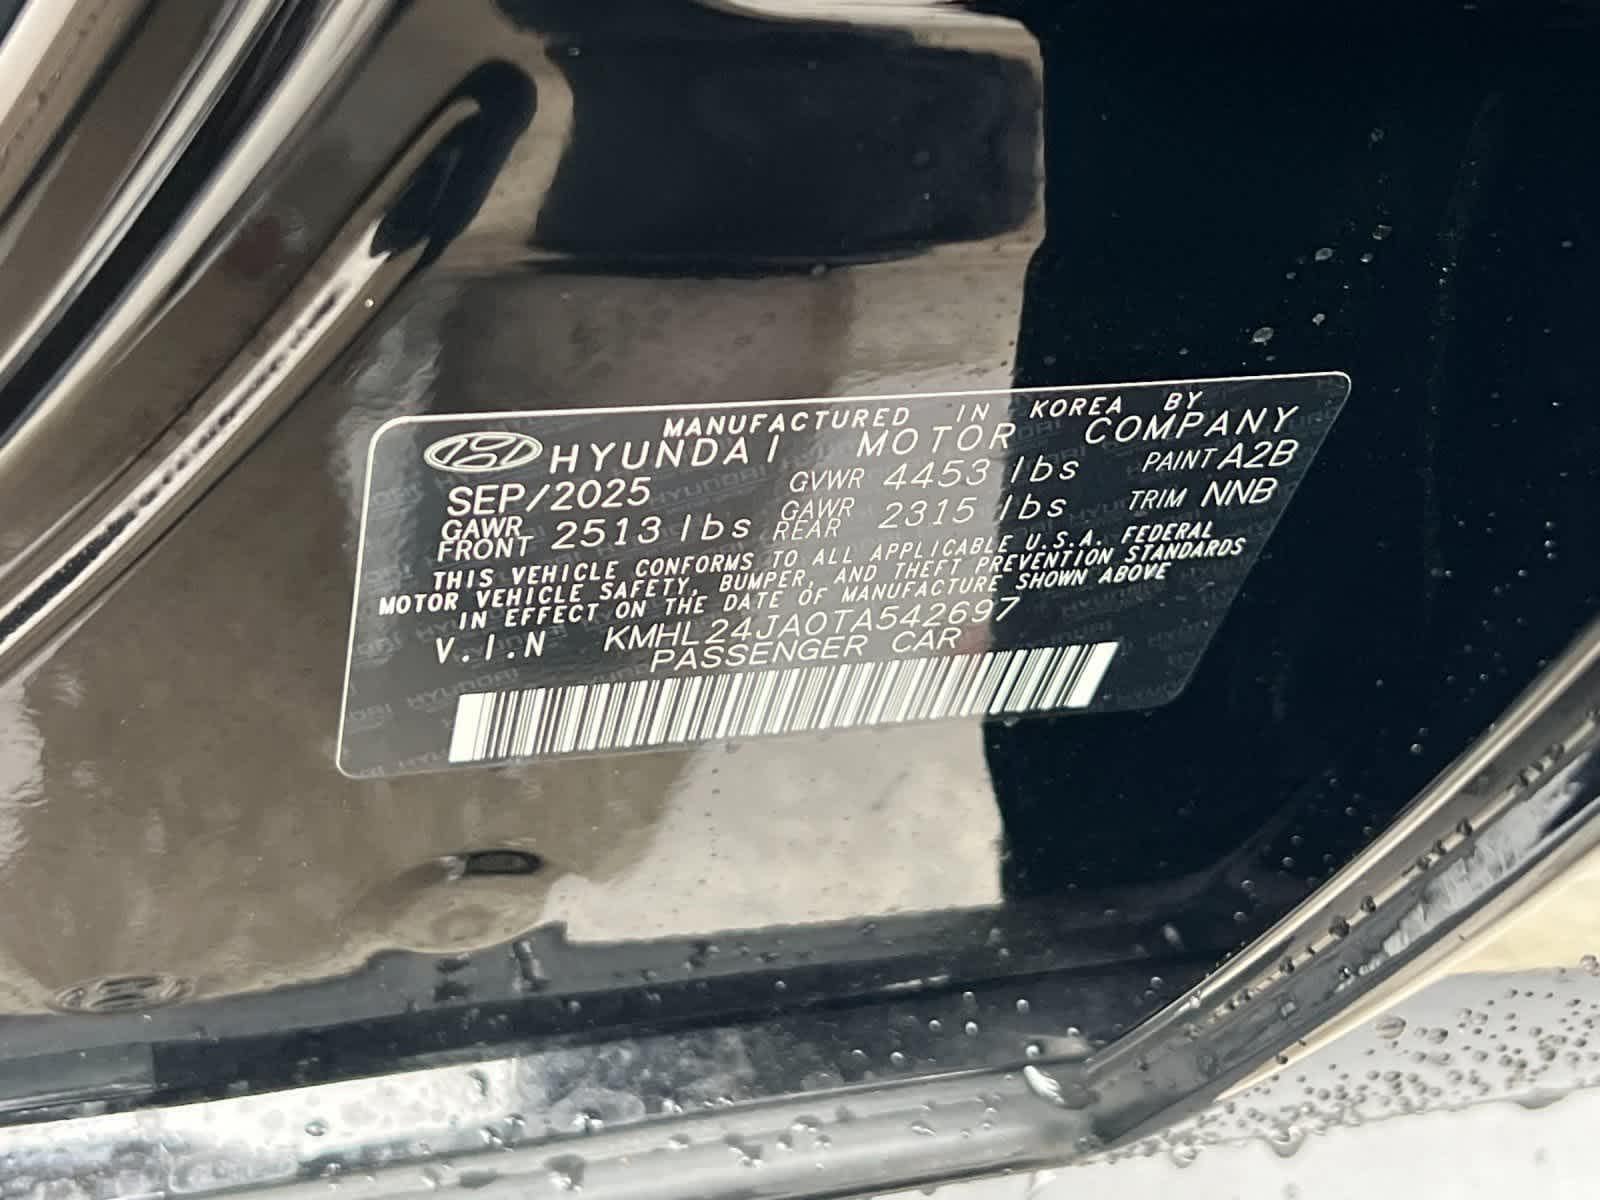 MANUFACTURED IN KOREA BY
HYUNDAI MOTOR COMPANY
SEP/2025 GVWR 4453 lbs PAINT A2B
GAWR FRONT 2513 lbs GAWR REAR 2315 lbs TRIM NNB
THIS VEHICLE CONFORMS TO ALL APPLICABLE U.S.A. FEDERAL
MOTOR VEHICLE SAFETY, BUMPER, AND THEFT PREVENTION STANDARDS
IN EFFECT ON THE DATE OF MANUFACTURE SHOWN ABOVE
V.I.N KMHL24JA0TA542697
PASSENGER CAR